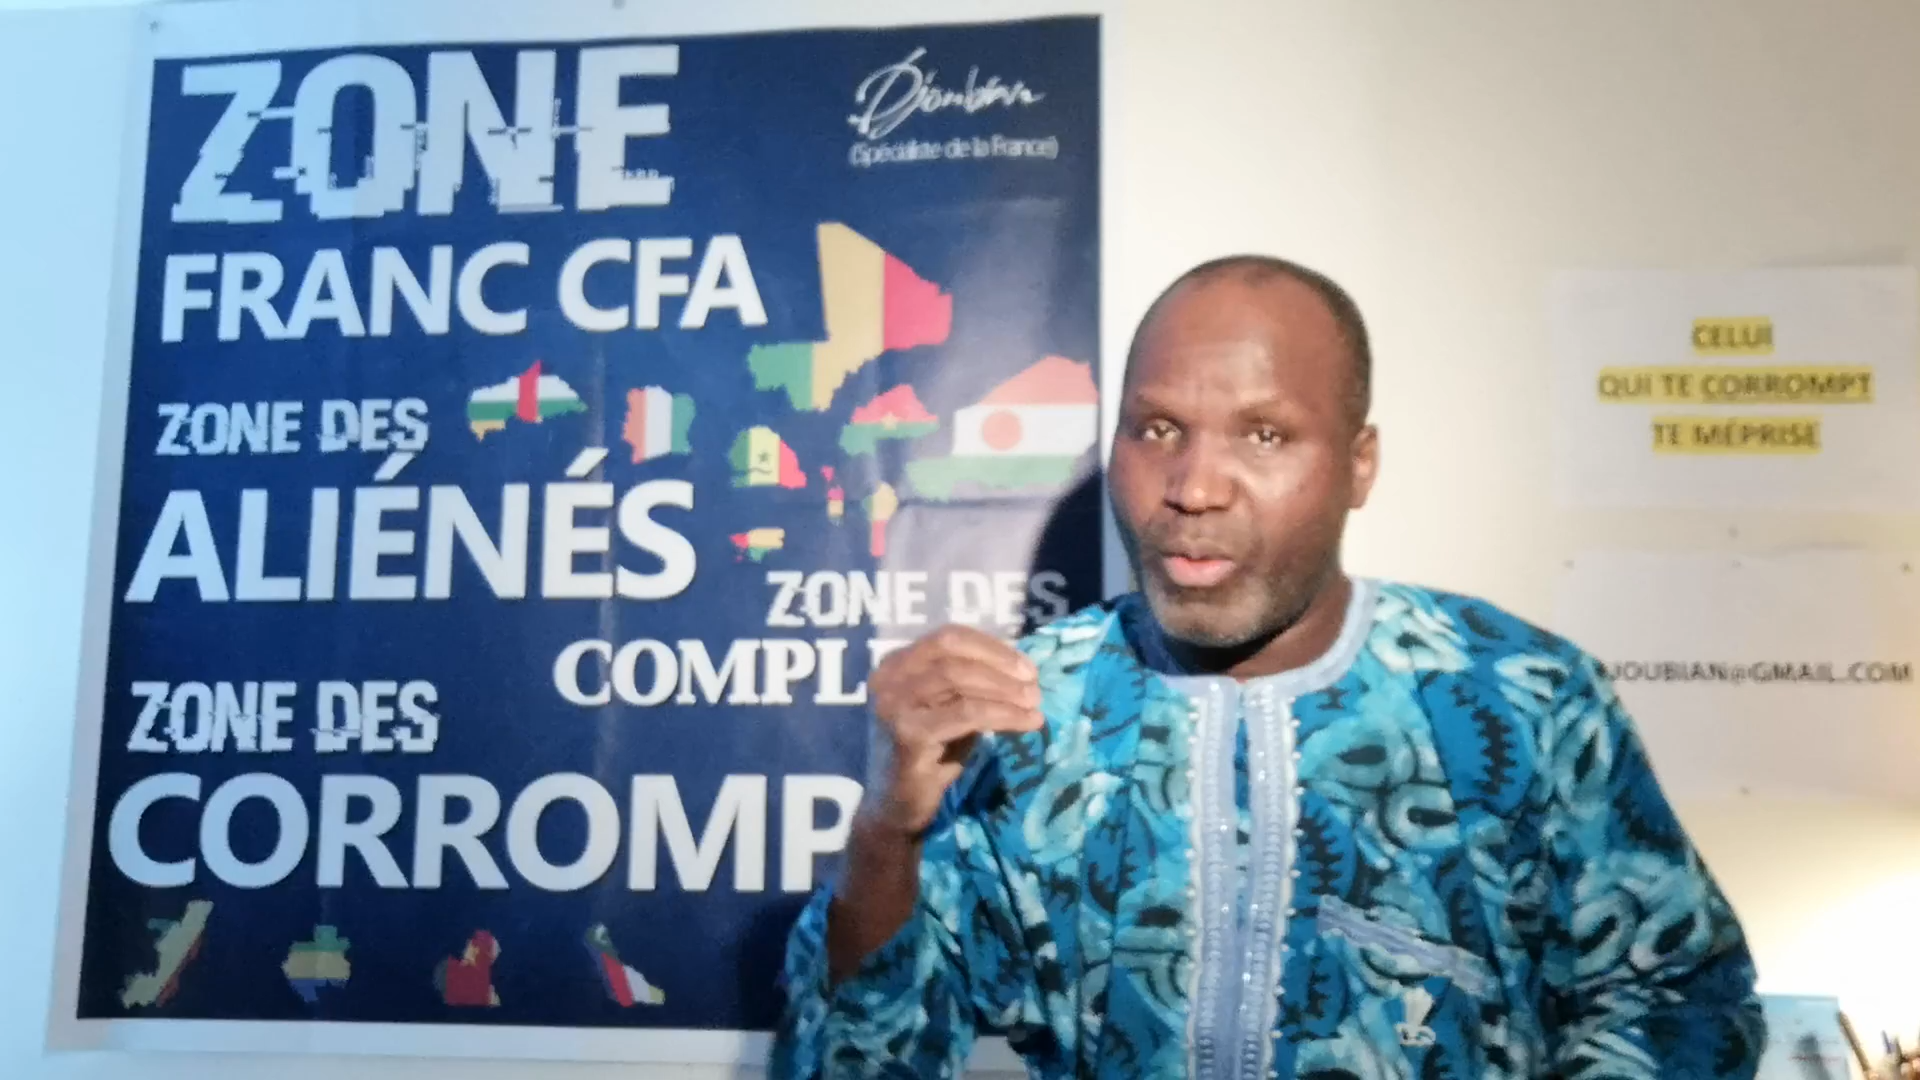 ZONE
Djoubian
(Spécialiste de la France)
FRANC CFA
ZONE DES
ALIÉNÉS
ZONE DES
COMPL
ZONE DES
CORROMP
CELUI
QUI TE CORROMPT
TE MÉPRISE
JOUBIAN@GMAIL.COM